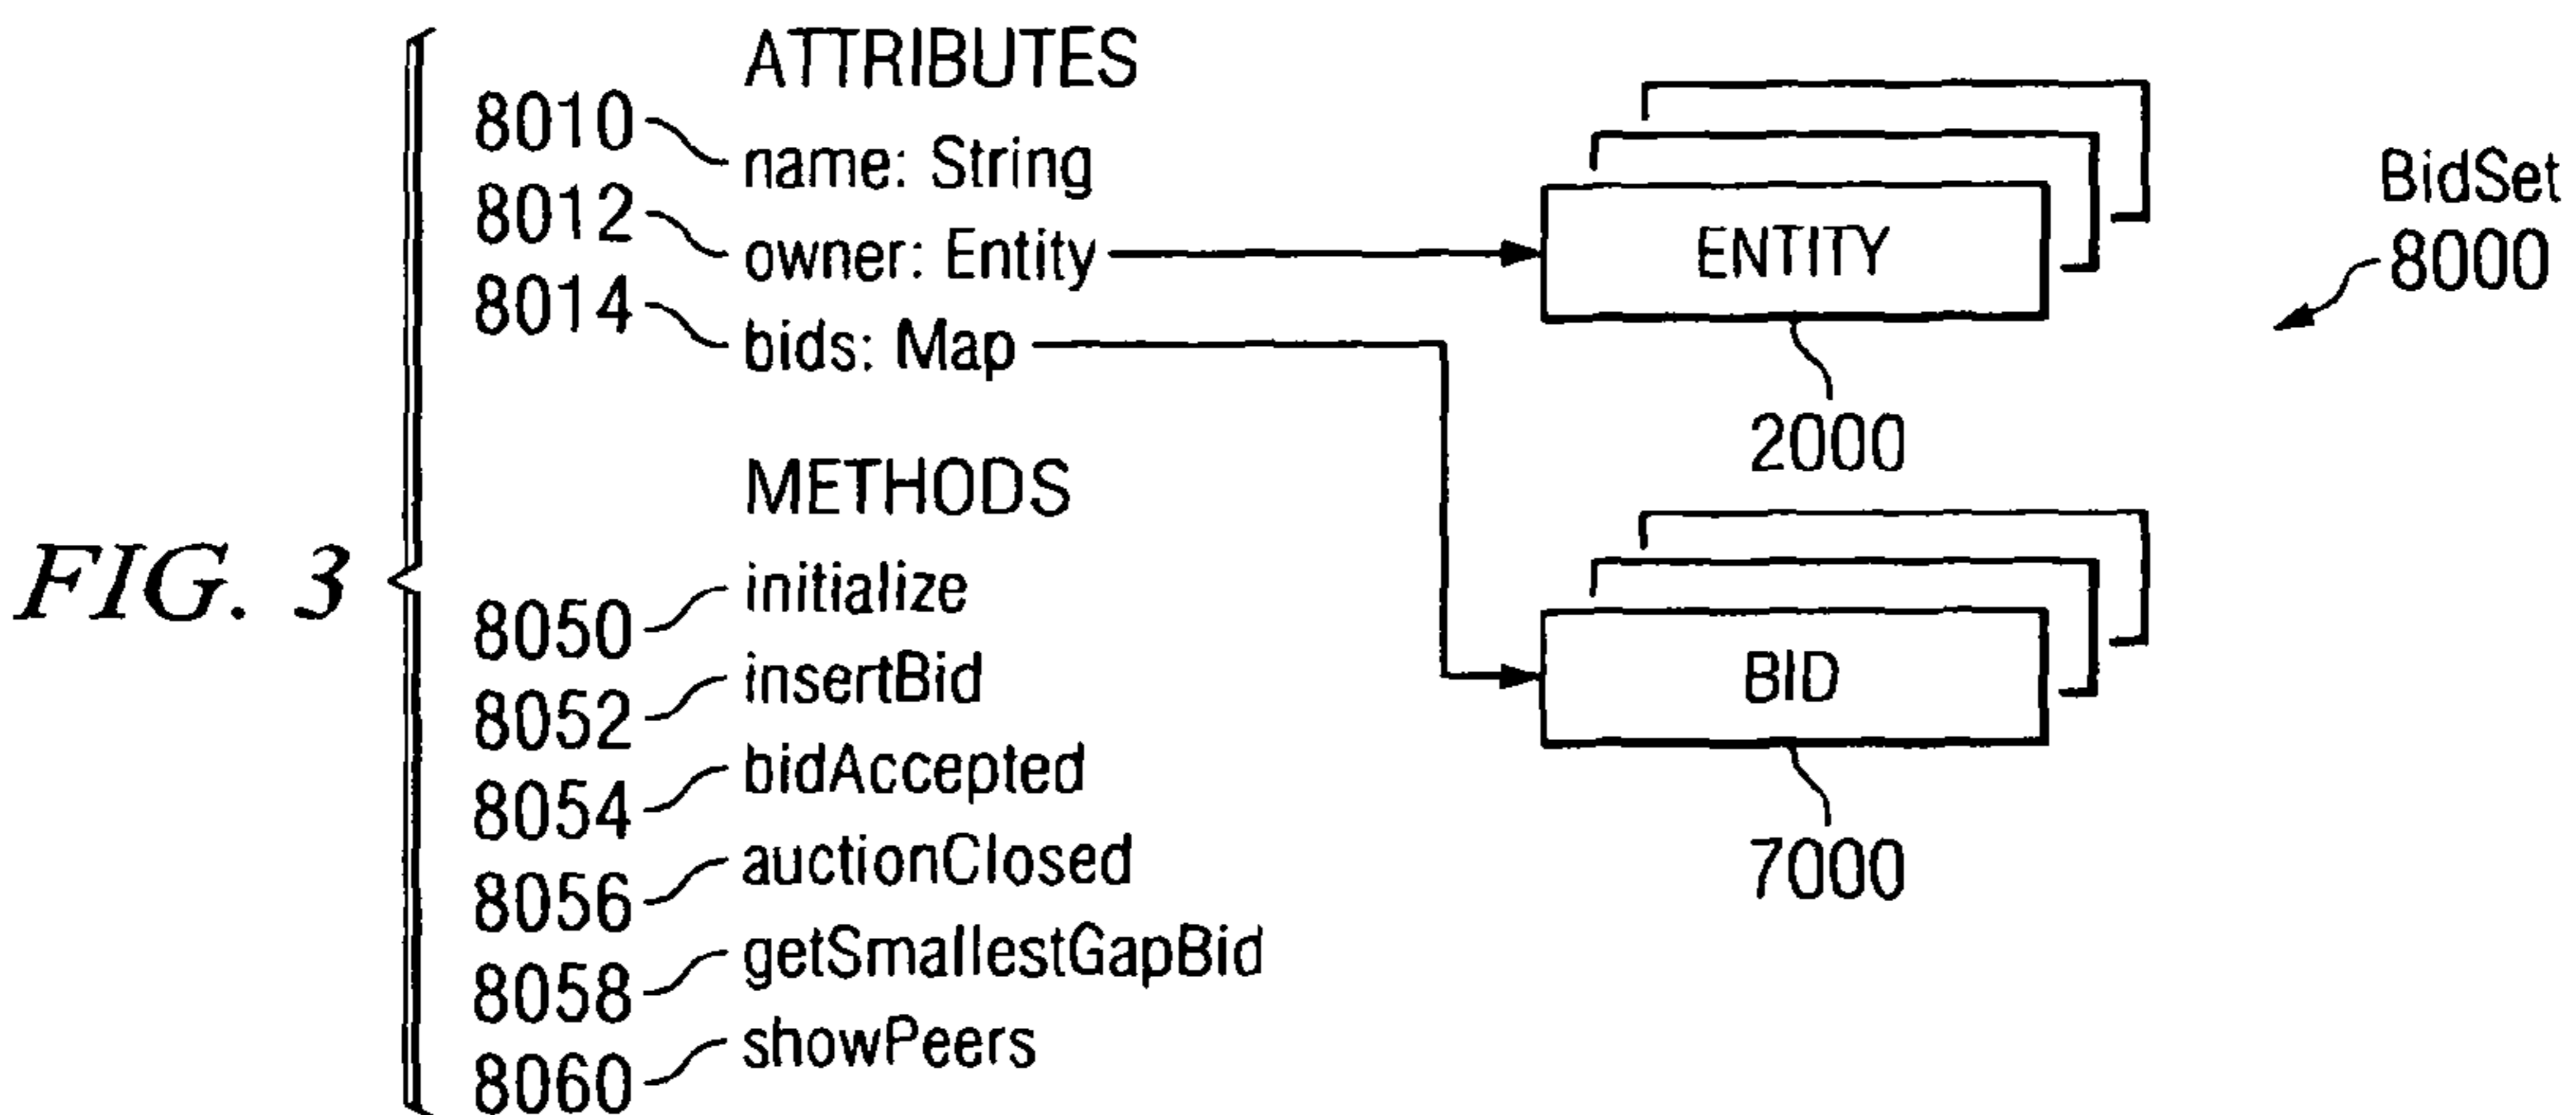 ATTRIBUTES
8010 name: String
8012 owner: Entity
8014 bids: Map
METHODS
8050 initialize
8052 insertBid
8054 bidAccepted
8056 auctionClosed
8058 getSmallestGapBid
8060 showPeers
FIG. 3
ENTITY
2000
BID
7000
BidSet
8000